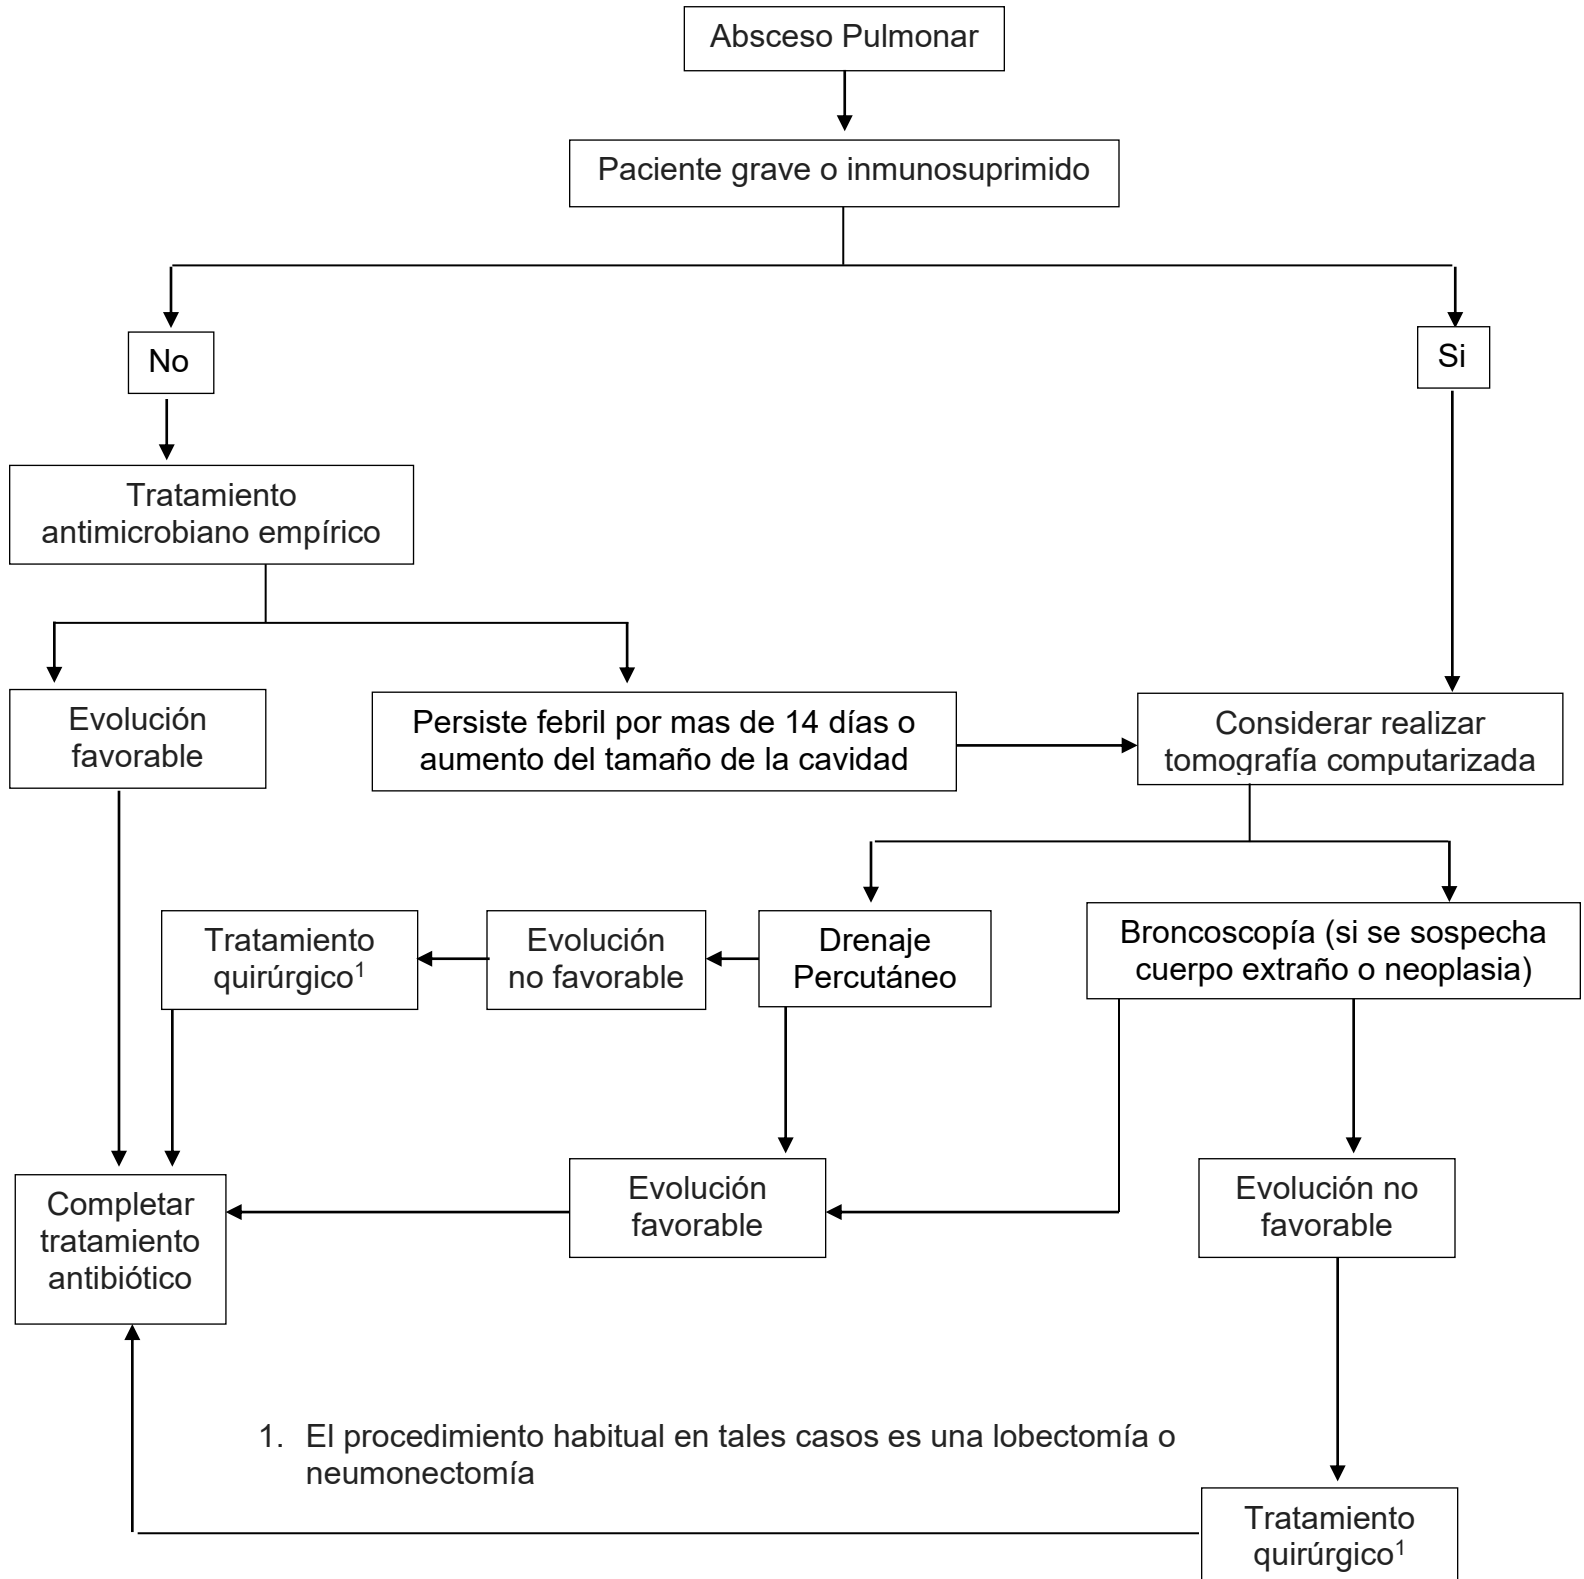 Absceso Pulmonar
Paciente grave o inmunosuprimido
No
Si
Tratamiento
antimicrobiano empírico
Evolución
favorable
Persiste febril por mas de 14 días o
aumento del tamaño de la cavidad
Considerar realizar
tomografía computarizada
Tratamiento
quirúrgico¹
Evolución
no favorable
Drenaje
Percutáneo
Broncoscopía (si se sospecha
cuerpo extraño o neoplasia)
Completar
tratamiento
antibiótico
Evolución
favorable
Evolución no
favorable
1. El procedimiento habitual en tales casos es una lobectomía o
neumonectomía
Tratamiento
quirúrgico¹